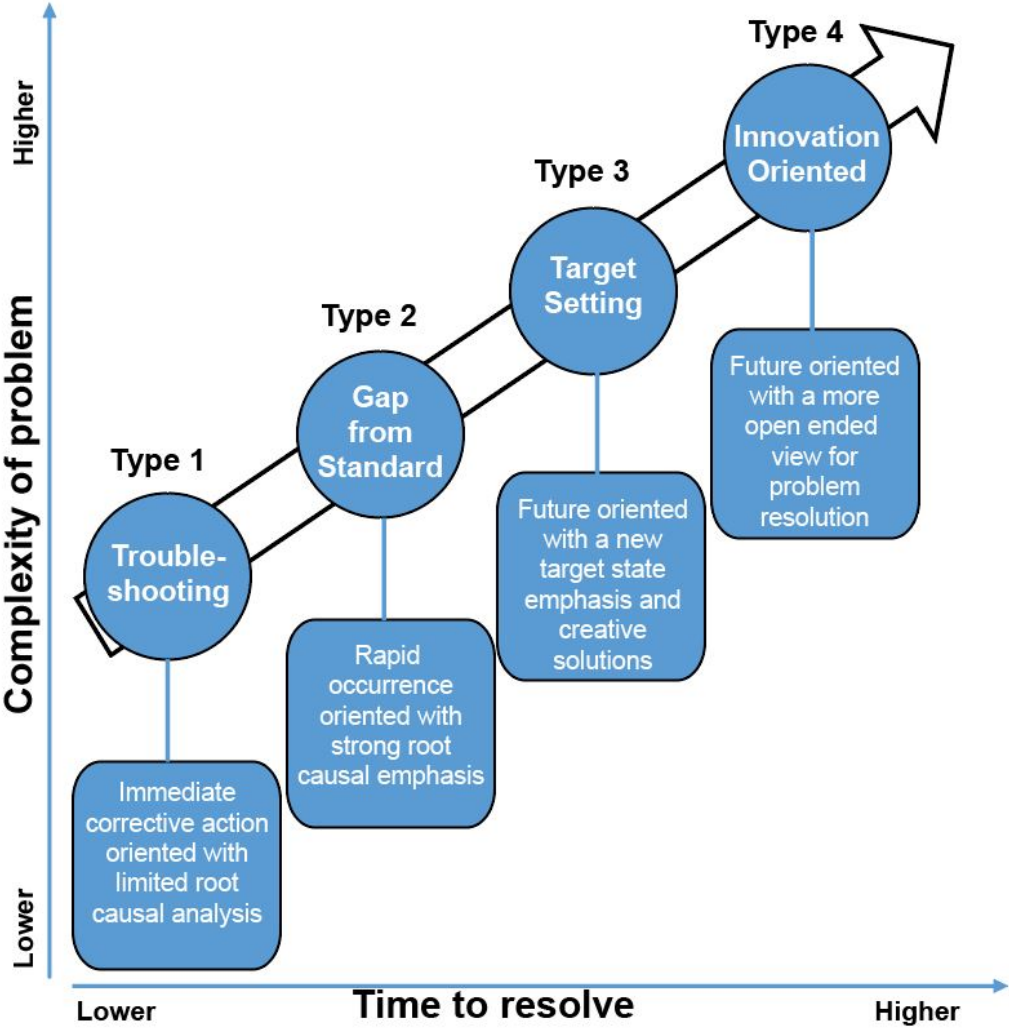 Type 4
Higher
Innovation
Oriented
Type 3
Target
Setting
Type 2
Gap
from
Standard
Future oriented
with a more
open ended
view for
problem
resolution
Complexity of problem
Type 1
Trouble-
shooting
Future oriented
with a new
target state
emphasis and
creative
solutions
Rapid
occurrence
oriented with
strong root
causal emphasis
Immediate
corrective action
oriented with
limited root
causal analysis
Lower
Lower
Time to resolve
Higher